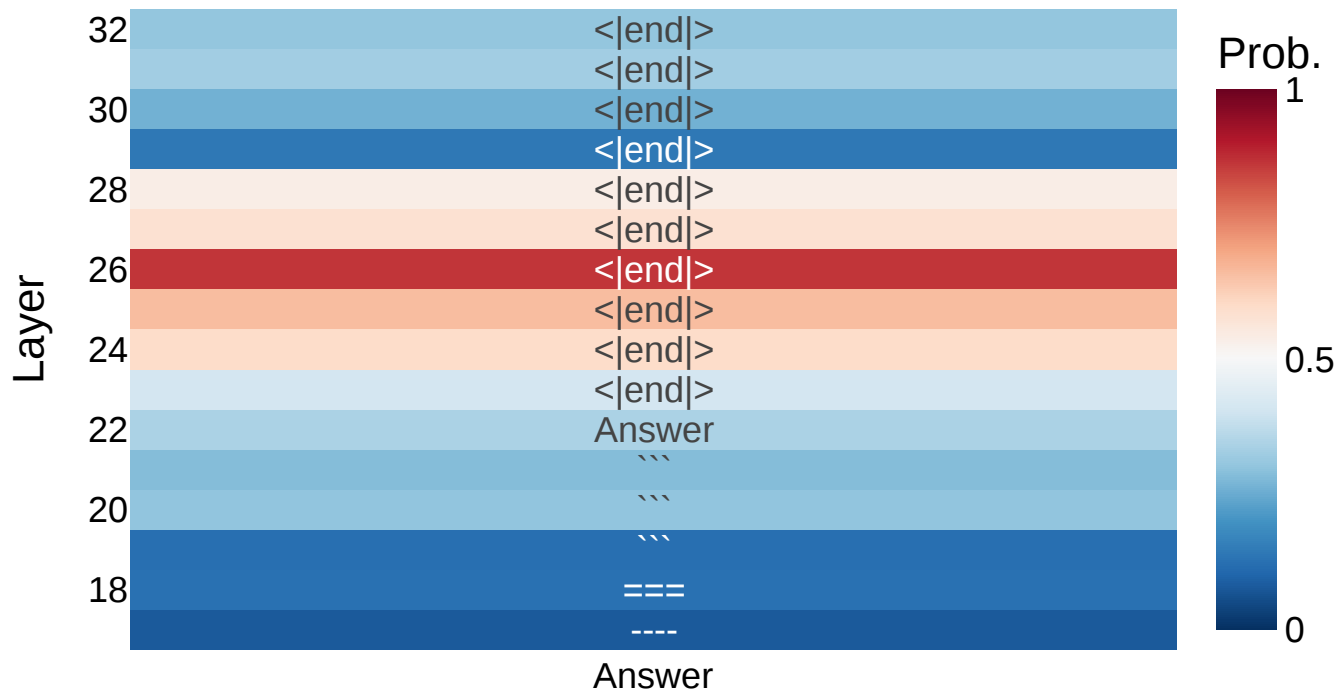 32 <|end|>
<|end|>
Prob.
30 <|end|>
1
<|end|>
28 <|end|>
<|end|>
26 <|end|>
Layer
<|end|>
24 <|end|>
0.5
<|end|>
22 Answer
```
20 ```
```
18 ===
----
0
Answer